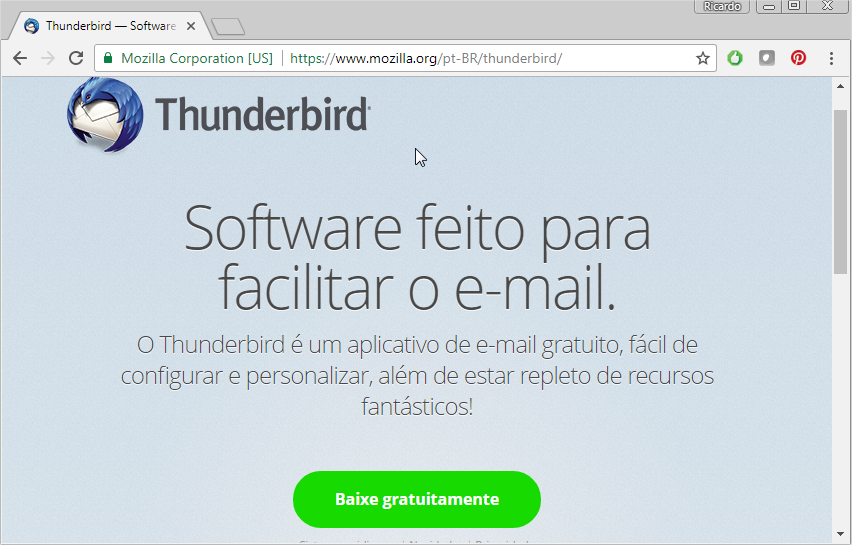 Ricardo
Thunderbird — Software
Mozilla Corporation [US] https://www.mozilla.org/pt-BR/thunderbird/
Thunderbird
Software feito para
facilitar o e-mail.
O Thunderbird é um aplicativo de e-mail gratuito, fácil de
configurar e personalizar, além de estar repleto de recursos
fantásticos!
Baixe gratuitamente